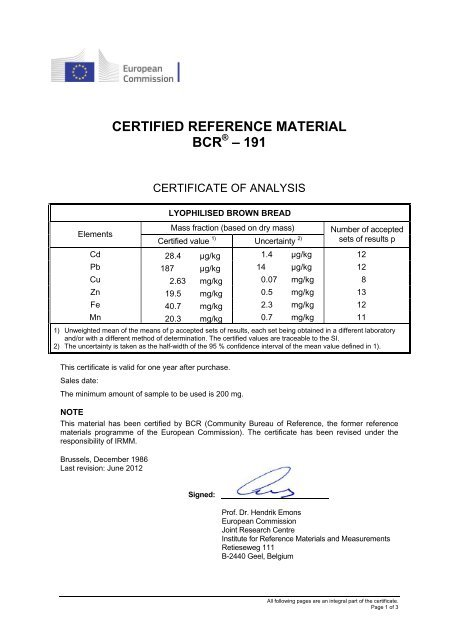 European
Commission
CERTIFIED REFERENCE MATERIAL
BCR® – 191
CERTIFICATE OF ANALYSIS
LYOPHILISED BROWN BREAD
Elements
Mass fraction (based on dry mass)
Number of accepted
sets of results p
Certified value 1)
Uncertainty 2)
Cd 28.4 µg/kg 1.4 µg/kg 12
Pb 187 µg/kg 14 µg/kg 12
Cu 2.63 mg/kg 0.07 mg/kg 8
Zn 19.5 mg/kg 0.5 mg/kg 13
Fe 40.7 mg/kg 2.3 mg/kg 12
Mn 20.3 mg/kg 0.7 mg/kg 11
1) Unweighted mean of the means of p accepted sets of results, each set being obtained in a different laboratory
and/or with a different method of determination. The certified values are traceable to the SI.
2) The uncertainty is taken as the half-width of the 95 % confidence interval of the mean value defined in 1).
This certificate is valid for one year after purchase.
Sales date:
The minimum amount of sample to be used is 200 mg.
NOTE
This material has been certified by BCR (Community Bureau of Reference, the former reference
materials programme of the European Commission). The certificate has been revised under the
responsibility of IRMM.
Brussels, December 1986
Last revision: June 2012
Signed:
Prof. Dr. Hendrik Emons
European Commission
Joint Research Centre
Institute for Reference Materials and Measurements
Retieseweg 111
B-2440 Geel, Belgium
All following pages are an integral part of the certificate.
Page 1 of 3